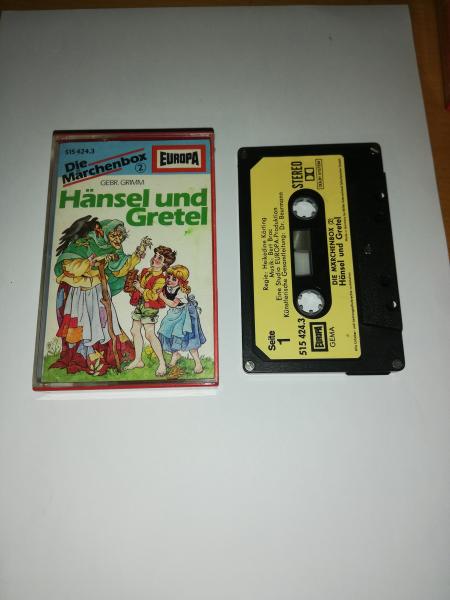 515 424.3
Die
Märchenbox
2
EUROPA
GEBR. GRIMM
Hänsel und
Gretel
STEREO
Regie: Heikedine Körting
Musik: Bert Brac
Eine Studio EUROPA-Produktion
Künstlerische Gesamtleitung: Dr. Beurmann
DIE MÄRCHENBOX (2)
Hänsel und Gretel
Seite
1
515 424.3
EUROPA
GEMA